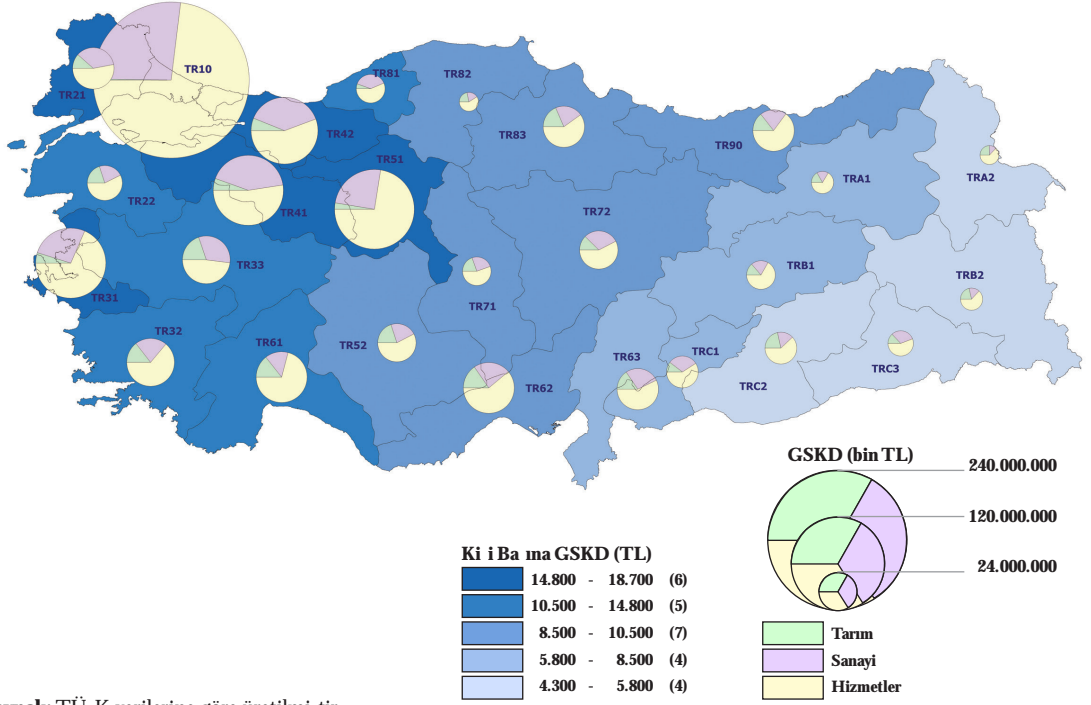 TR10
TR21
TR81
TR82
TR42
TR83
TR90
TR51
TRA1
TRA2
TR22
TR41
TR72
TR33
TR31
TR71
TRB1
TRB2
TR32
TR61
TR52
TR63
TRC1
TR62
TRC2
TRC3
GSKD (bin TL)
240.000.000
120.000.000
24.000.000
Ki i Ba ına GSKD (TL)
14.800 - 18.700 (6)
10.500 - 14.800 (5)
8.500 - 10.500 (7)
5.800 - 8.500 (4)
4.300 - 5.800 (4)
Tarım
Sanayi
Hizmetler